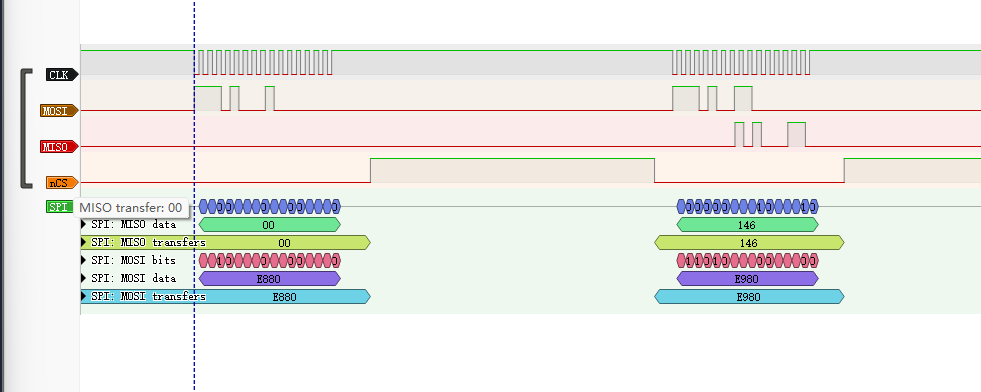 CLK
MOSI
MISO
nCS
SPI
MISO transfer: 00
SPI: MISO data
00
146
SPI: MISO transfers
00
146
SPI: MOSI bits
SPI: MOSI data
E880
E980
SPI: MOSI transfers
E880
E980